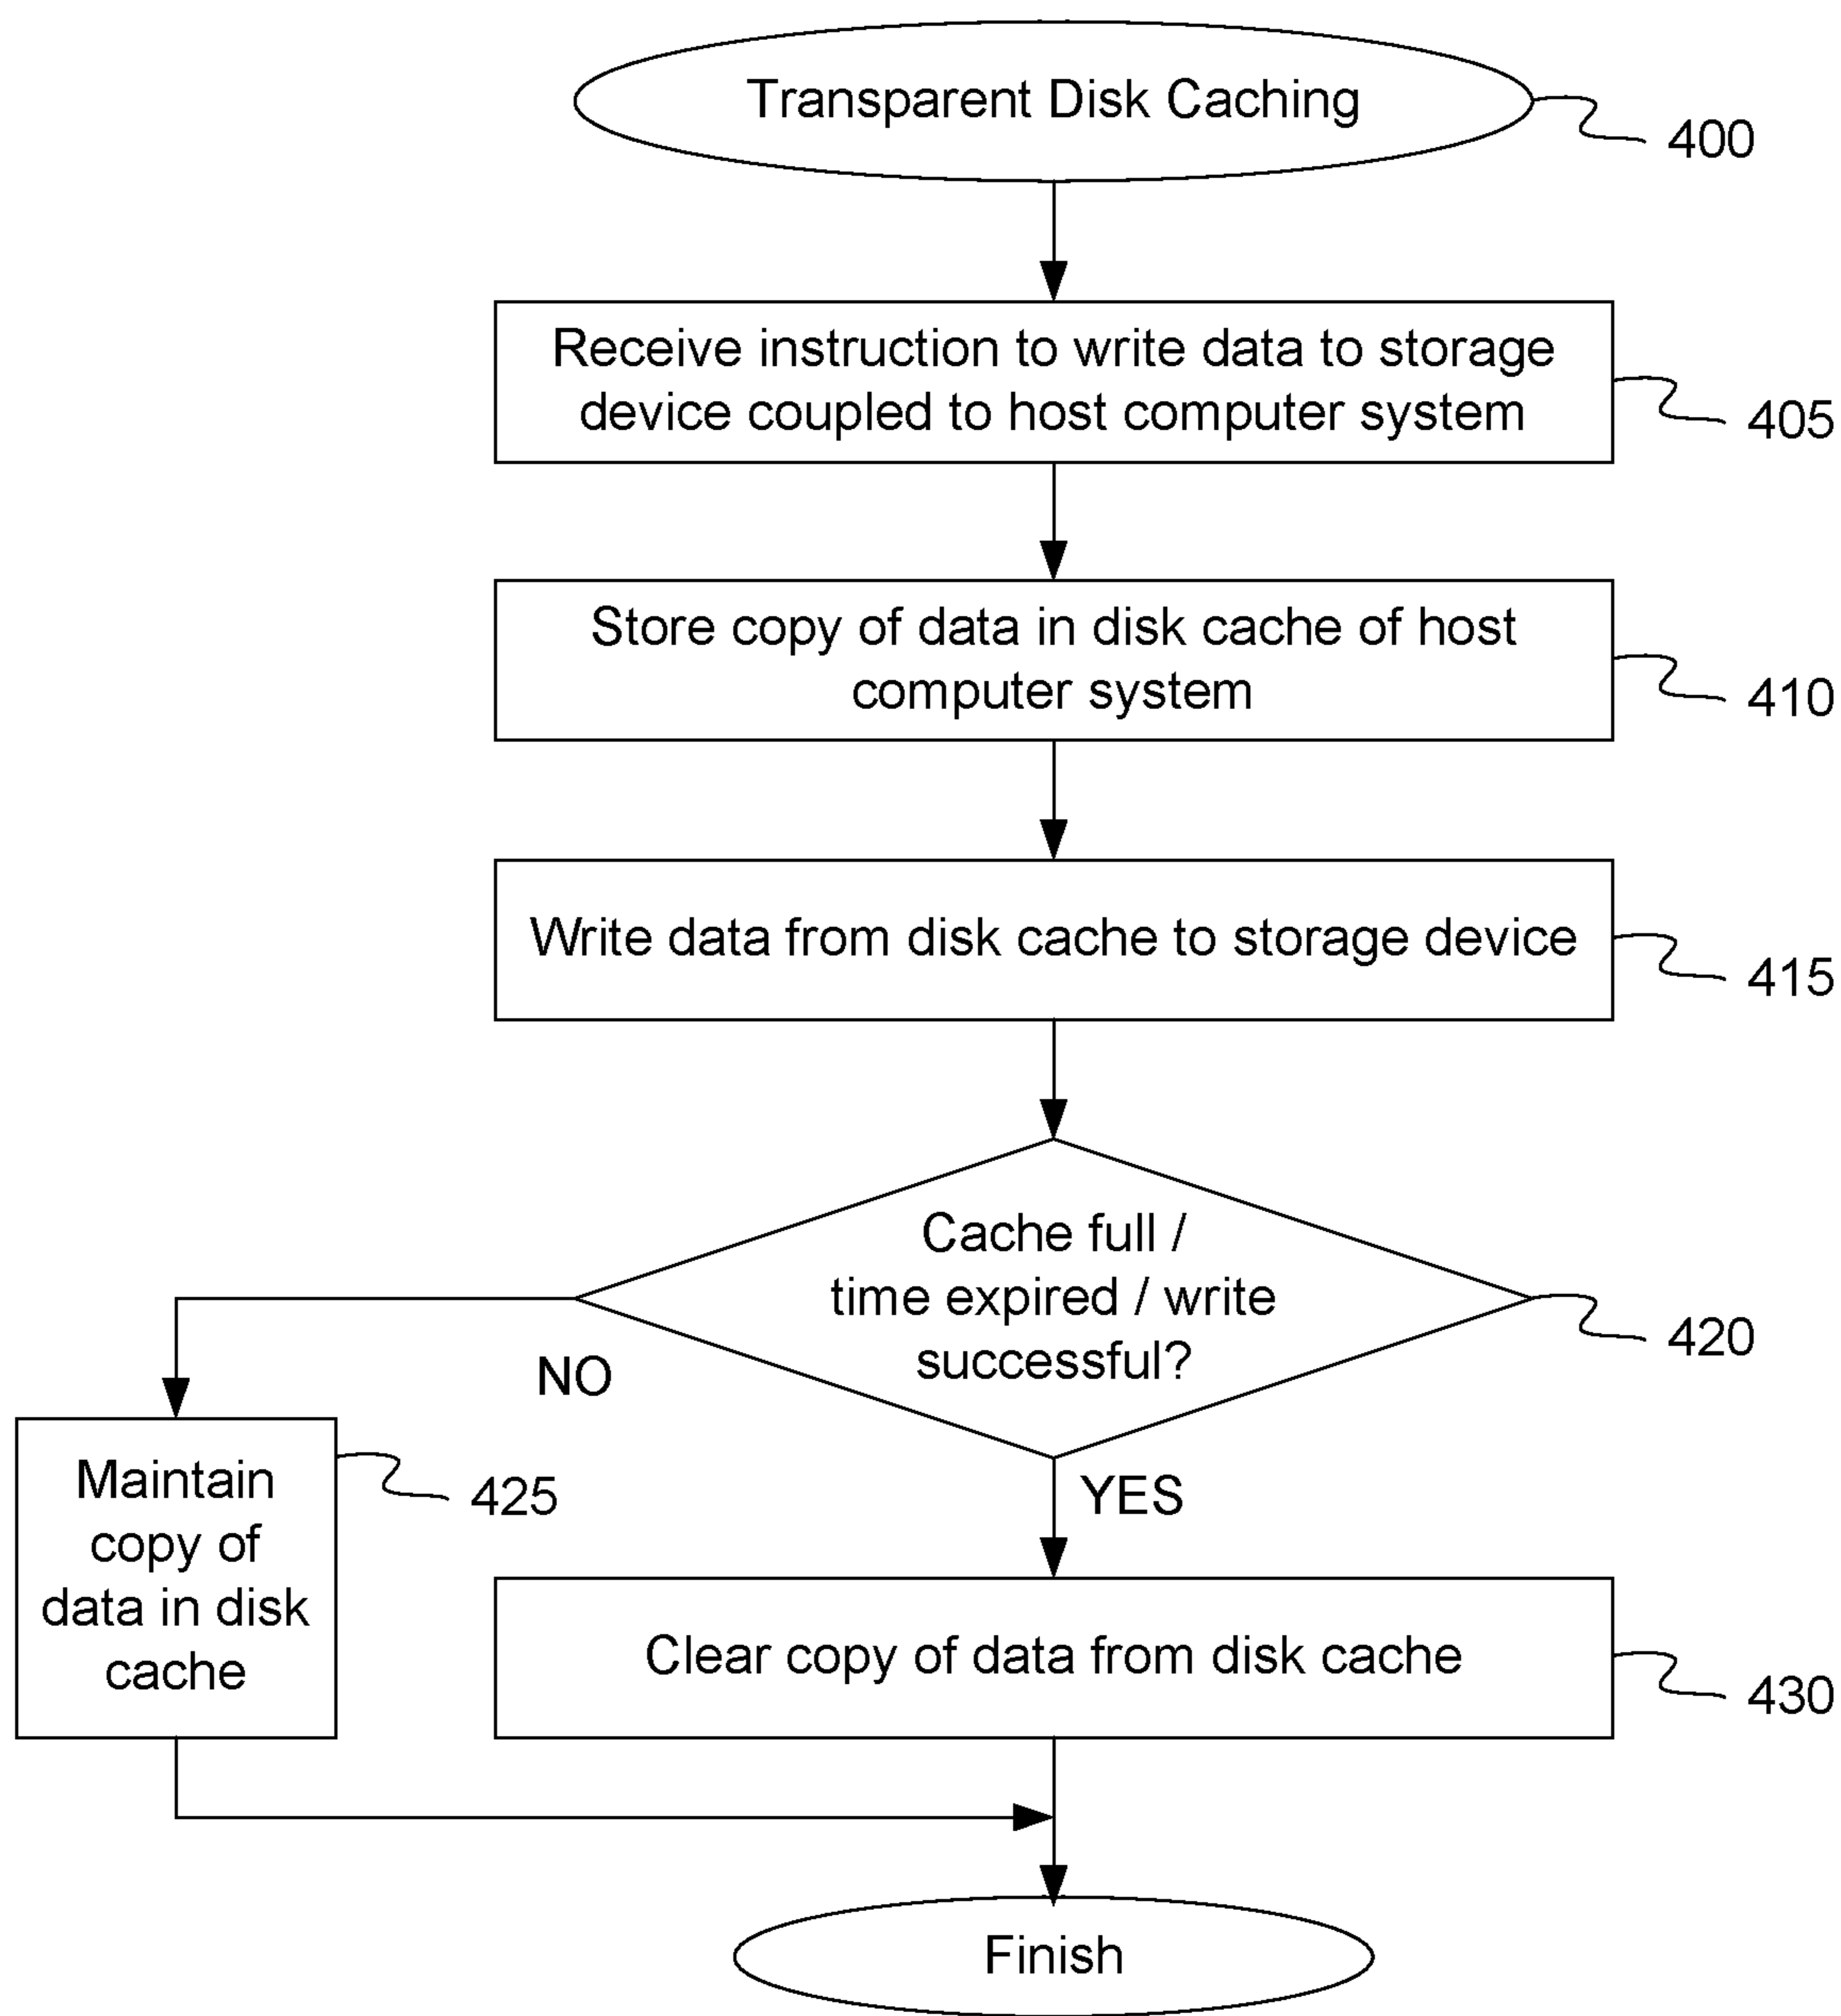 Transparent Disk Caching
400
Receive instruction to write data to storage
device coupled to host computer system
405
Store copy of data in disk cache of host
computer system
410
Write data from disk cache to storage device
415
Cache full /
time expired / write
successful?
420
NO
YES
Maintain
copy of
data in disk
cache
425
Clear copy of data from disk cache
430
Finish